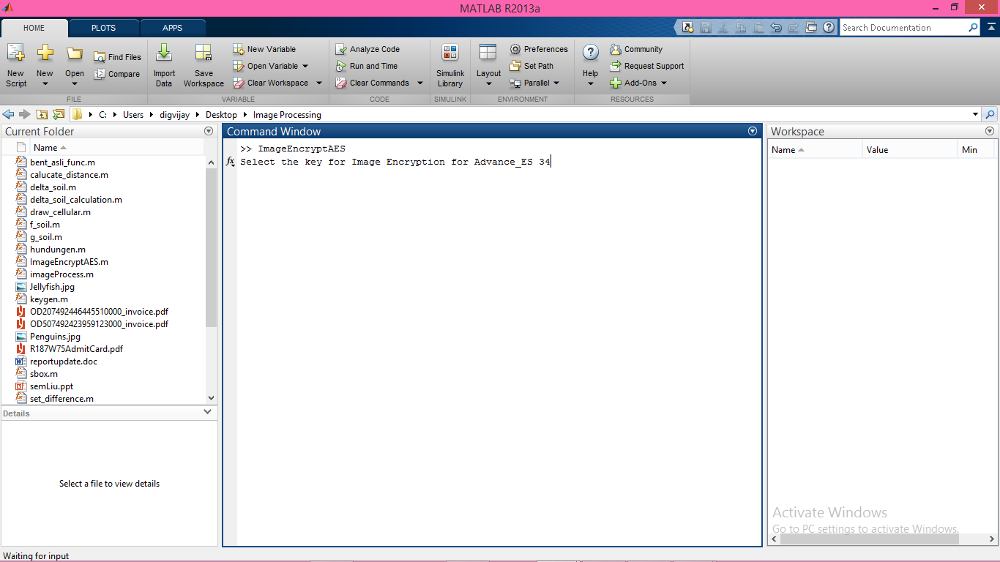 MATLAB R2013a
HOME PLOTS APPS
Search Documentation
New Script
New
Open
Find Files
Compare
FILE
Import Data
Save Workspace
New Variable
Open Variable
Clear Workspace
VARIABLE
Analyze Code
Run and Time
Clear Commands
CODE
Simulink Library
SIMULINK
Layout
Preferences
Set Path
Parallel
ENVIRONMENT
Help
Community
Request Support
Add-Ons
RESOURCES
C: Users digvijay Desktop Image Processing
Current Folder
Name
bent_asli_func.m
calucate_distance.m
delta_soil.m
delta_soil_calculation.m
draw_cellular.m
f_soil.m
g_soil.m
hundungen.m
ImageEncryptAES.m
imageProcess.m
Jellyfish.jpg
keygen.m
OD207492446445510000_invoice.pdf
OD507492423959123000_invoice.pdf
Penguins.jpg
R187W75AdmitCard.pdf
reportupdate.doc
sbox.m
semLiu.ppt
set_difference.m
Details
Select a file to view details
Command Window
>> ImageEncryptAES
fx Select the key for Image Encryption for Advance_ES 34
Workspace
Name Value Min
Activate Windows
Go to PC settings to activate Windows.
Waiting for input